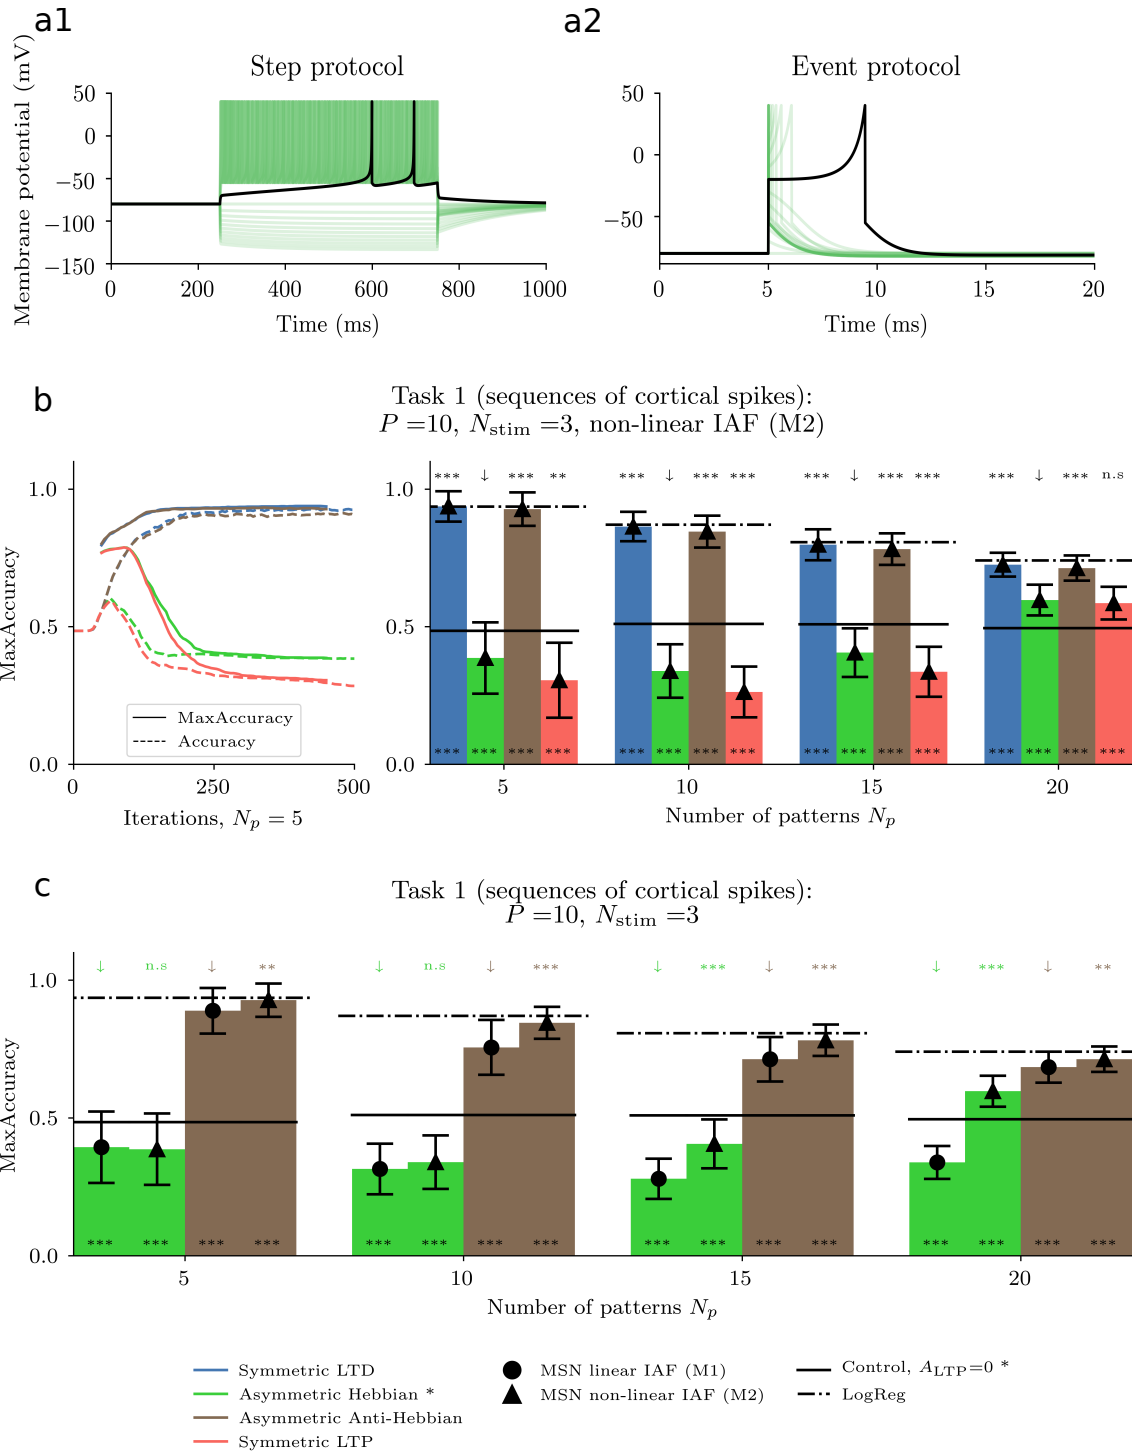 a1
a2
Step protocol
Event protocol
Membrane potential (mV)
50
0
−50
−100
−150
0
200
400
600
800
1000
Time (ms)
50
0
−50
0
5
10
15
20
Time (ms)
b
Task 1 (sequences of cortical spikes):
P =10, N_stim =3, non-linear IAF (M2)
MaxAccuracy
1.0
0.5
0.0
MaxAccuracy
Accuracy
0
250
500
Iterations, N_p = 5
1.0
0.5
0.0
*** ↓ *** ** *** ↓ *** *** *** ↓ *** *** *** ↓ *** n.s
*** *** *** *** *** *** *** *** *** *** *** *** *** *** *** ***
5
10
15
20
Number of patterns N_p
c
Task 1 (sequences of cortical spikes):
P =10, N_stim =3
MaxAccuracy
1.0
0.5
0.0
↓ n.s ↓ ** ↓ n.s ↓ *** ↓ *** ↓ *** ↓ *** ↓ **
*** *** *** *** *** *** *** *** *** *** *** *** *** *** *** ***
5
10
15
20
Number of patterns N_p
Symmetric LTD
Asymmetric Hebbian *
Asymmetric Anti-Hebbian
Symmetric LTP
MSN linear IAF (M1)
MSN non-linear IAF (M2)
Control, A_LTP=0 *
LogReg